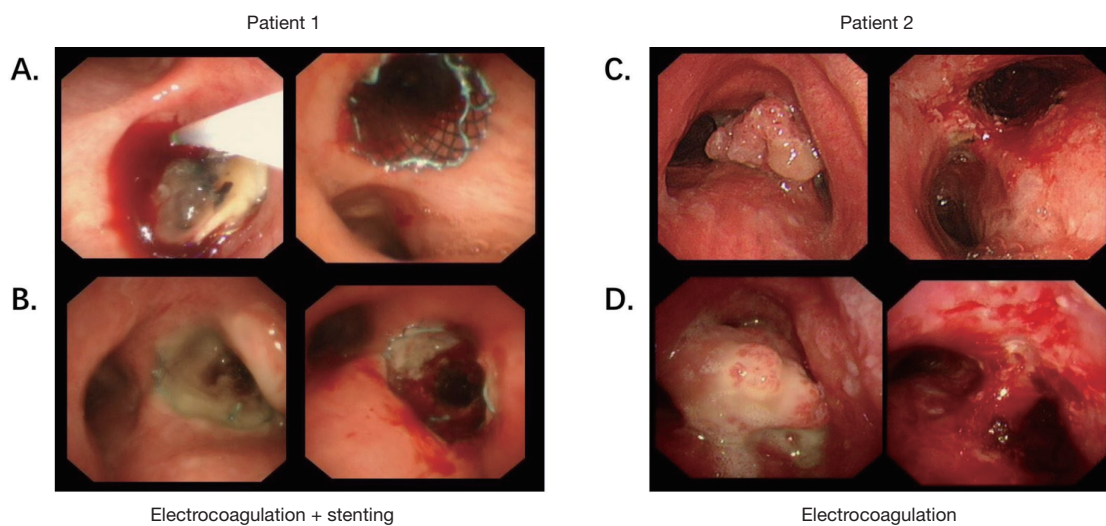 Patient 1
Patient 2
A.
C.
B.
D.
Electrocoagulation + stenting
Electrocoagulation